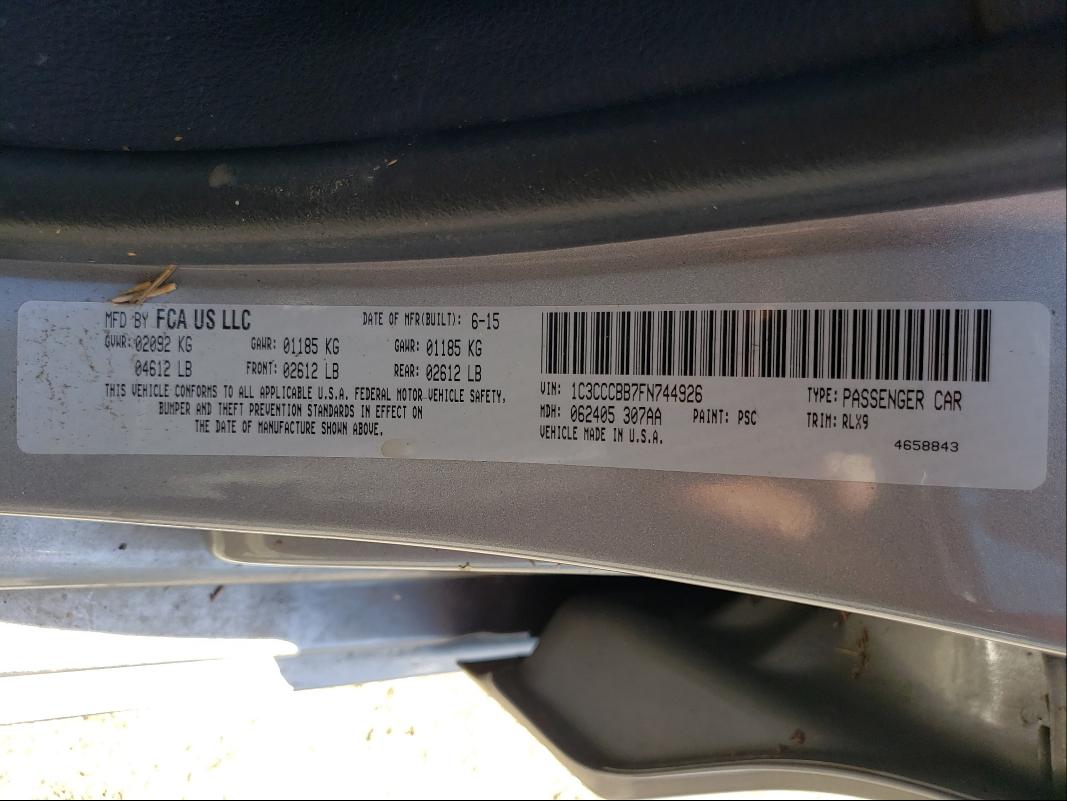 MFD BY FCA US LLC DATE OF MFR(BUILT): 6-15
GVWR: 02092 KG GAWR: 01185 KG GAWR: 01185 KG
04612 LB FRONT: 02612 LB REAR: 02612 LB
THIS VEHICLE CONFORMS TO ALL APPLICABLE U.S.A. FEDERAL MOTOR VEHICLE SAFETY,
BUMPER AND THEFT PREVENTION STANDARDS IN EFFECT ON
THE DATE OF MANUFACTURE SHOWN ABOVE.
VIN: 1C3CCCBB7FN744926 TYPE: PASSENGER CAR
MDH: 062405 307AA PAINT: PSC TRIM: RLX9
VEHICLE MADE IN U.S.A.
4658843